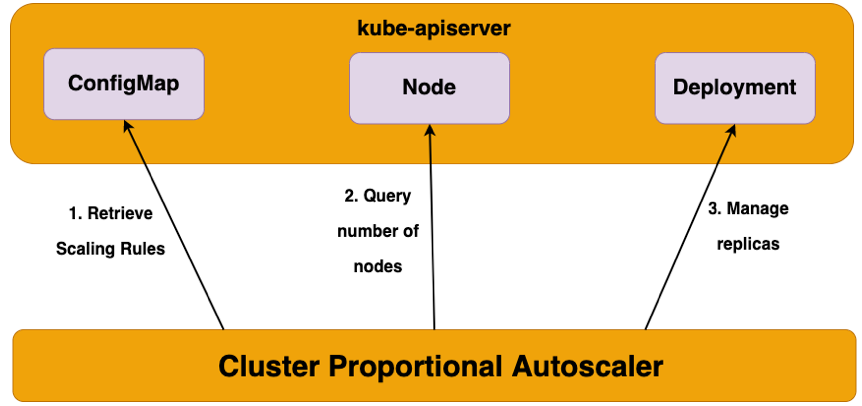 kube-apiserver
ConfigMap
Node
Deployment
1. Retrieve
Scaling Rules
2. Query
number of
nodes
3. Manage
replicas
Cluster Proportional Autoscaler